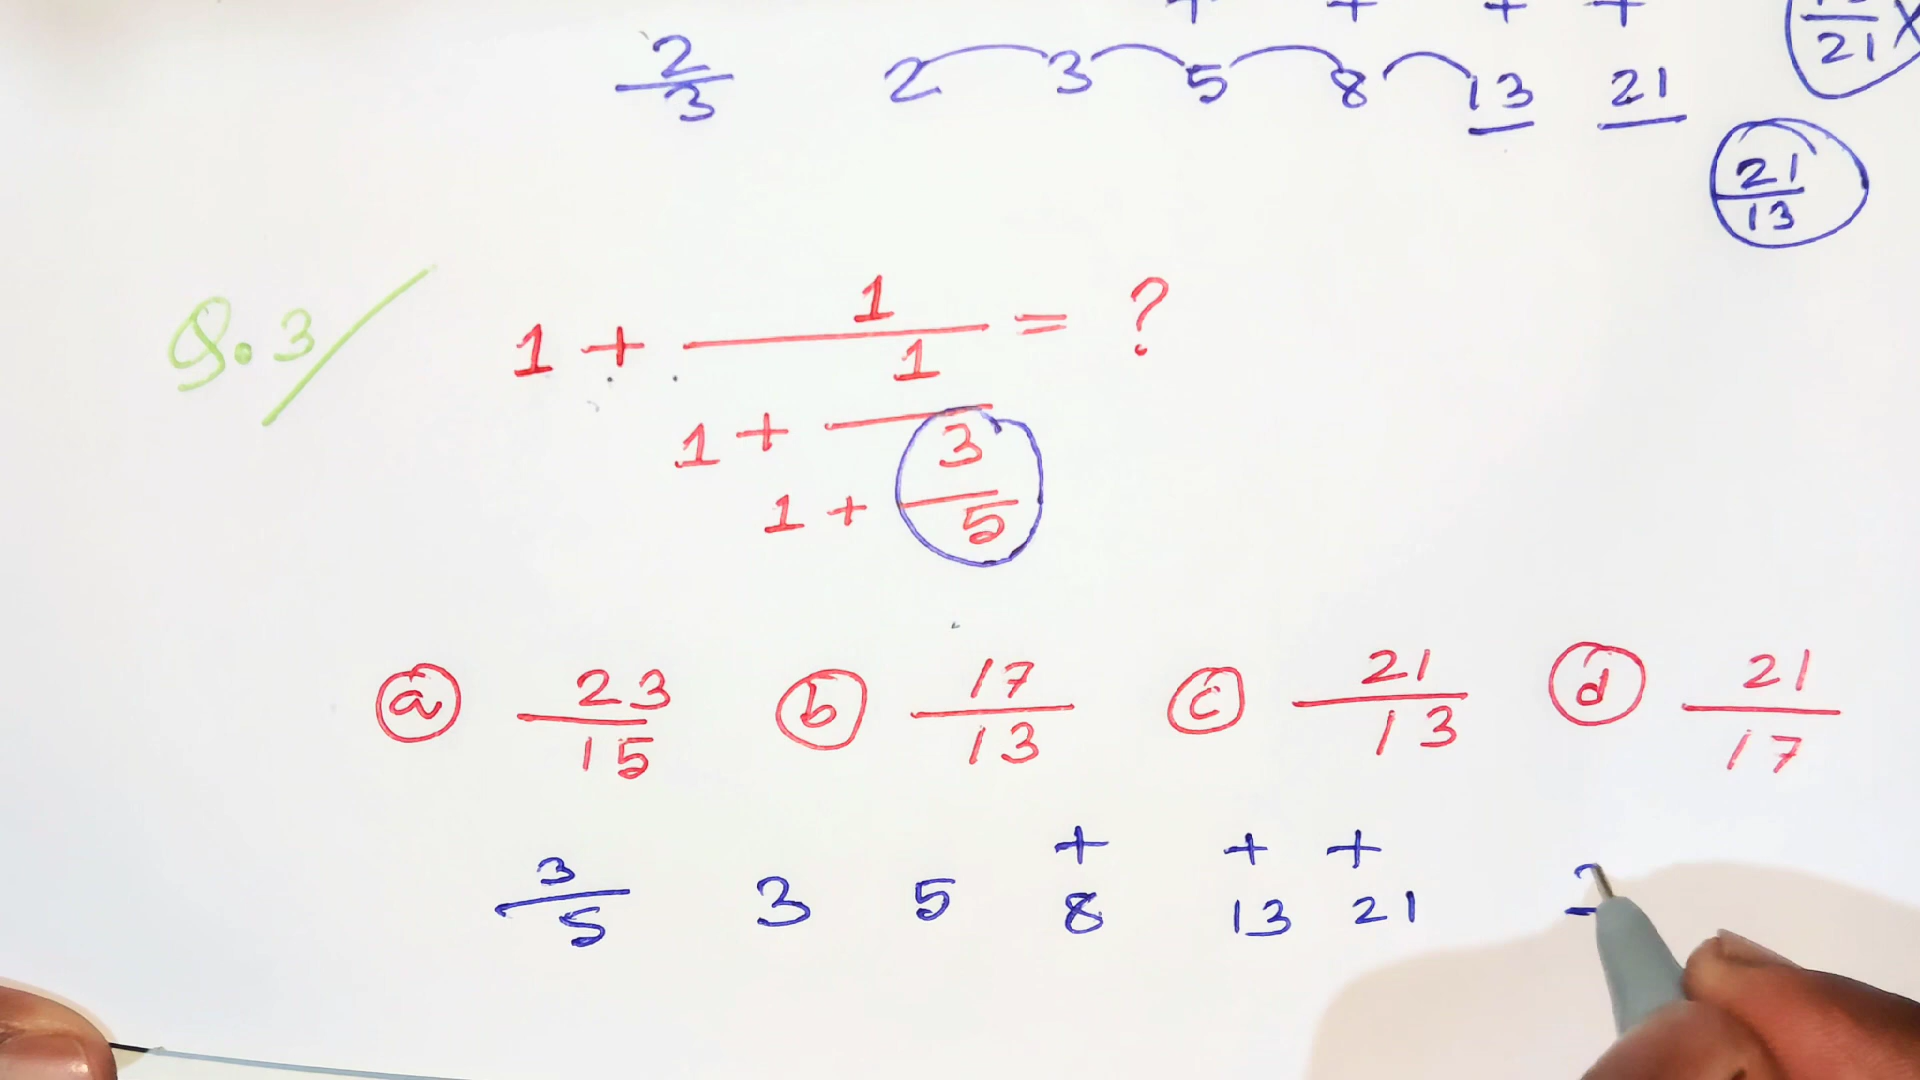 + + + +
2/3 2 3 5 8 13 21
21
21/13
Q.3 1 + 1/(1 + 1/(1 + 3/5)) = ?
ⓐ 23/15 ⓑ 17/13 ⓒ 21/13 ⓓ 21/17
+ + +
3/5 3 5 8 13 21